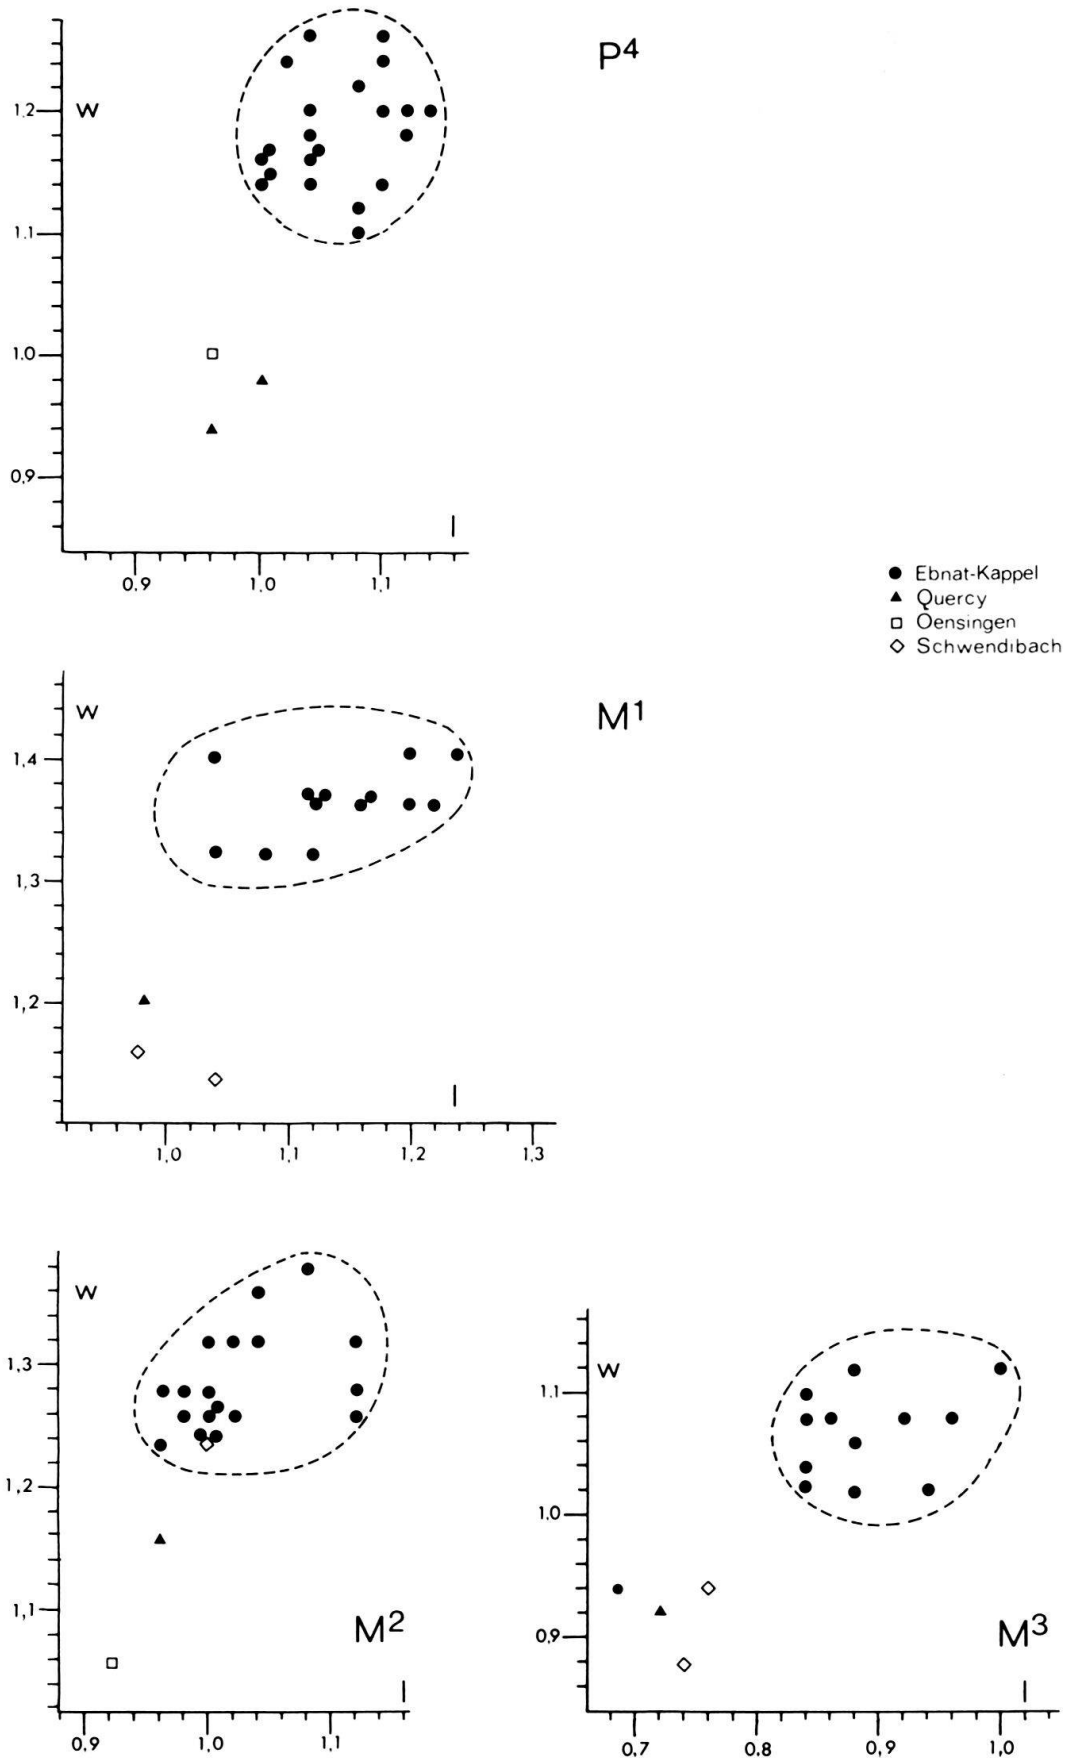 P4
1,2
W
1.1
1.0
0,9
l
0,9
1.0
1,1
Ebnat-Kappel
Quercy
Oensingen
Schwendibach
M1
W
1,4
1,3
1,2
l
1,0
1,1
1,2
1,3
W
1,3
1,2
1,1
M2
l
0,9
1,0
1,1
W
1.1
1,0
0,9
M3
l
0,7
0,8
0,9
1,0